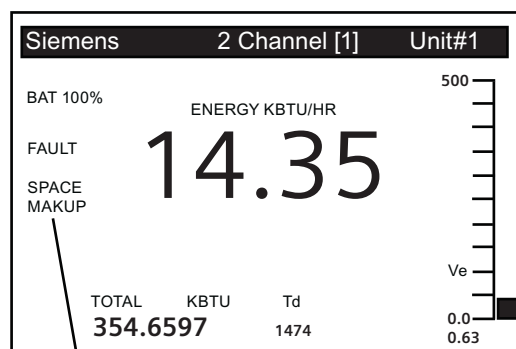 Siemens 2 Channel [1] Unit#1
500
BAT 100%
ENERGY KBTU/HR
14.35
FAULT
SPACE
MAKUP
Ve
TOTAL KBTU Td
354.6597 1474
0.0
0.63